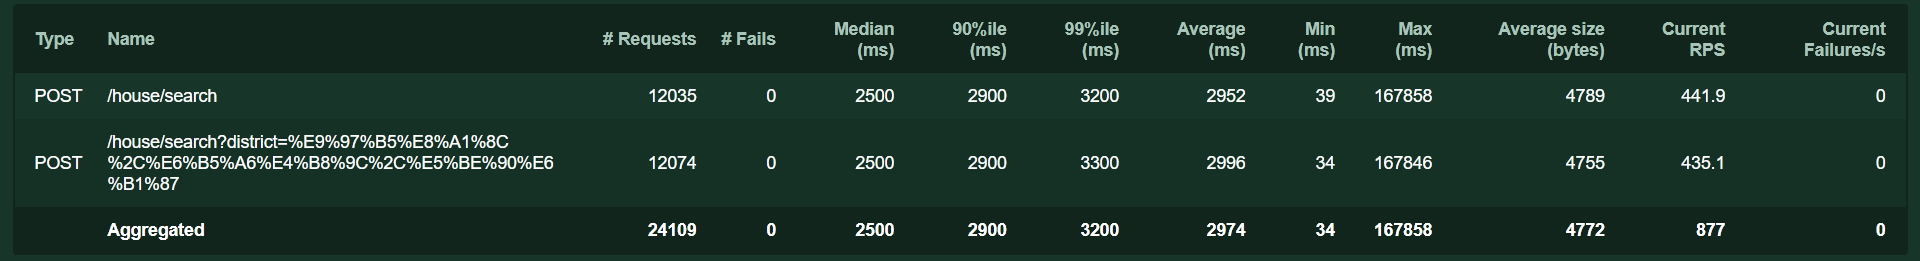 Type Name # Requests # Fails Median (ms) 90%ile (ms) 99%ile (ms) Average (ms) Min (ms) Max (ms) Average size (bytes) Current RPS Current Failures/s
POST /house/search 12035 0 2500 2900 3200 2952 39 167858 4789 441.9 0
POST /house/search?district=%E9%97%B5%E8%A1%8C
%2C%E6%B5%A6%E4%B8%9C%2C%E5%BE%90%E6
%B1%87 12074 0 2500 2900 3300 2996 34 167846 4755 435.1 0
Aggregated 24109 0 2500 2900 3200 2974 34 167858 4772 877 0